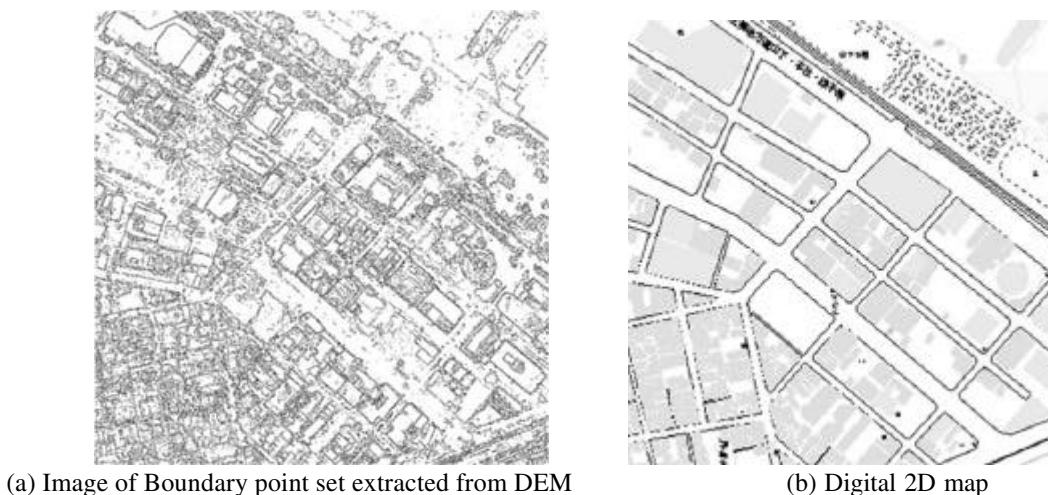 (a) Image of Boundary point set extracted from DEM
(b) Digital 2D map